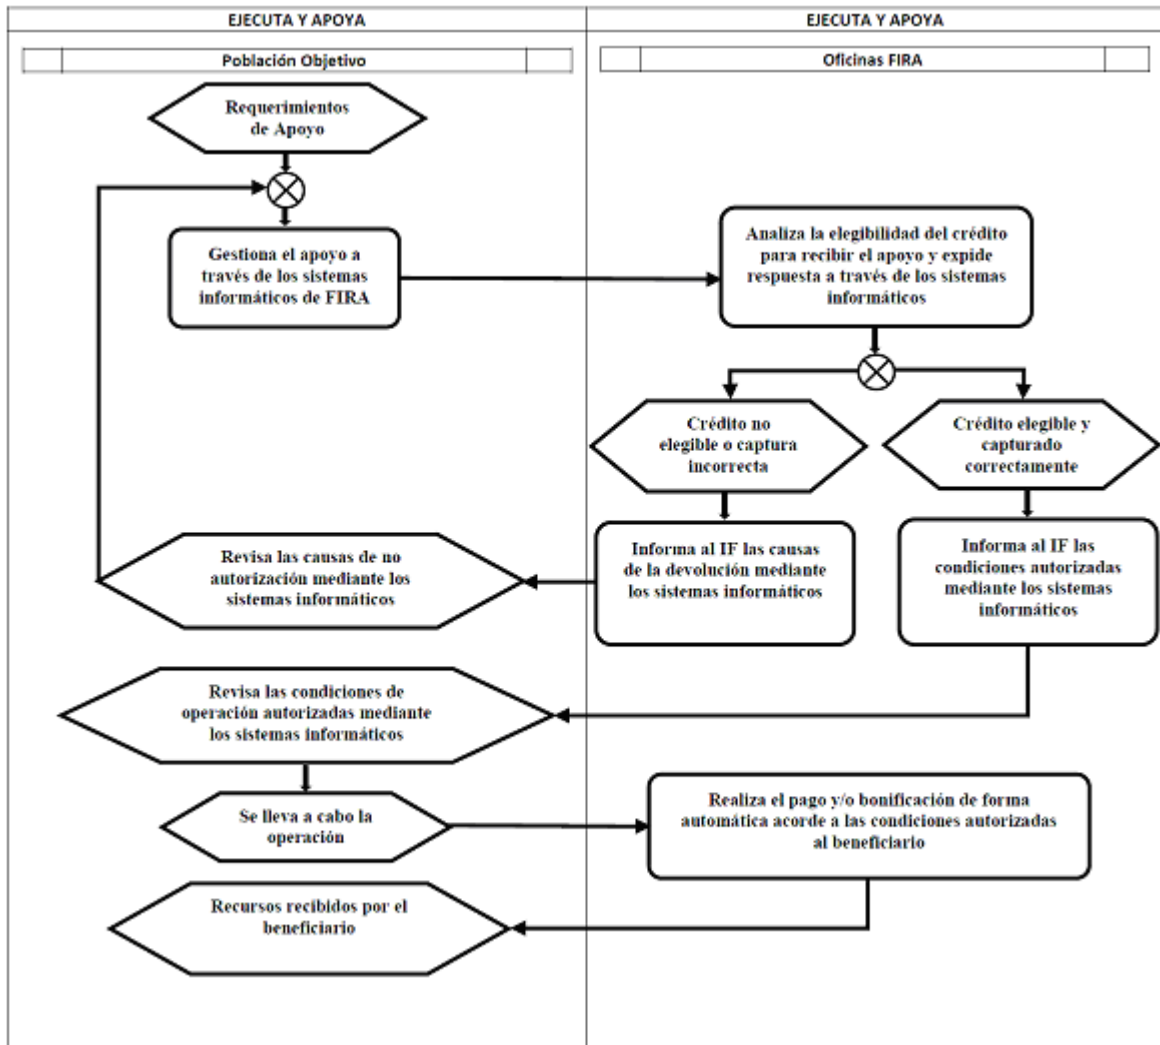 EJECUTA Y APOYA
EJECUTA Y APOYA
Población Objetivo
Oficinas FIRA
Requerimientos
de Apoyo
Gestiona el apoyo a
través de los sistemas
informáticos de FIRA
Analiza la elegibilidad del crédito
para recibir el apoyo y expide
respuesta a través de los sistemas
informáticos
Crédito no
elegible o captura
incorrecta
Crédito elegible y
capturado
correctamente
Revisa las causas de no
autorización mediante los
sistemas informáticos
Informa al IF las causas
de la devolución mediante
los sistemas informáticos
Informa al IF las
condiciones autorizadas
mediante los sistemas
informáticos
Revisa las condiciones de
operación autorizadas mediante
los sistemas informáticos
Se lleva a cabo la
operación
Realiza el pago y/o bonificación de forma
automática acorde a las condiciones autorizadas
al beneficiario
Recursos recibidos por el
beneficiario